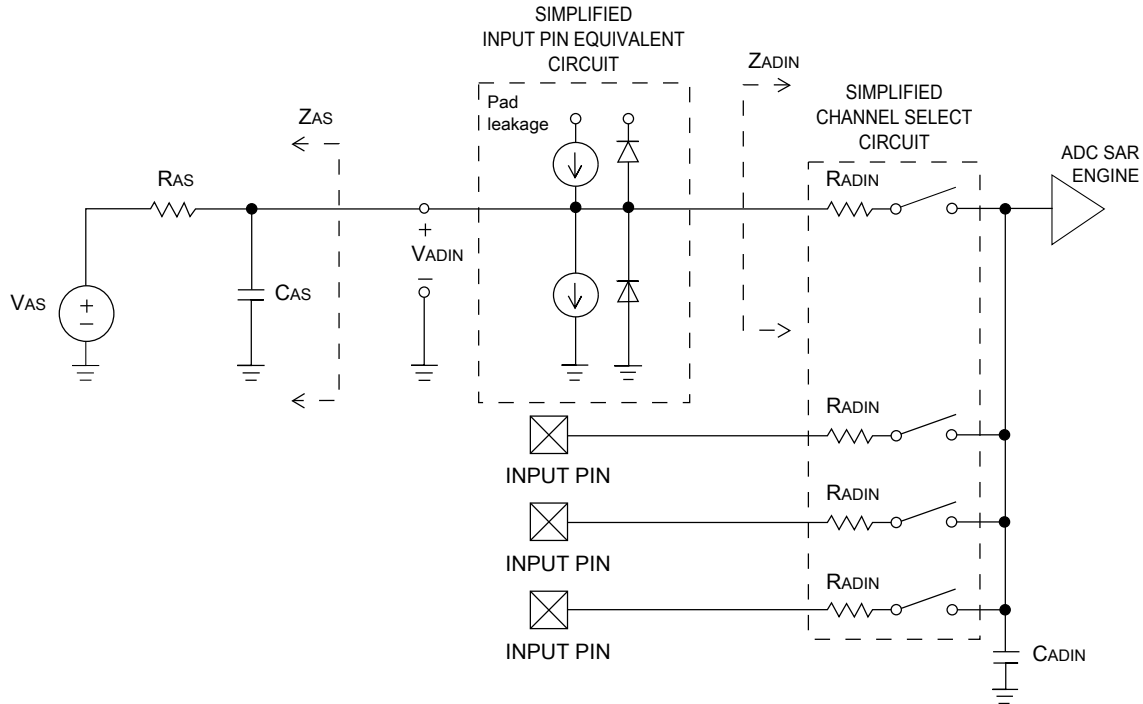 SIMPLIFIED
INPUT PIN EQUIVALENT
CIRCUIT
ZADIN
SIMPLIFIED
CHANNEL SELECT
CIRCUIT
Pad
leakage
ZAS
ADC SAR
ENGINE
RAS
RADIN
+
VADIN
–
CAS
VAS
+
–
RADIN
INPUT PIN
RADIN
INPUT PIN
RADIN
INPUT PIN
CADIN